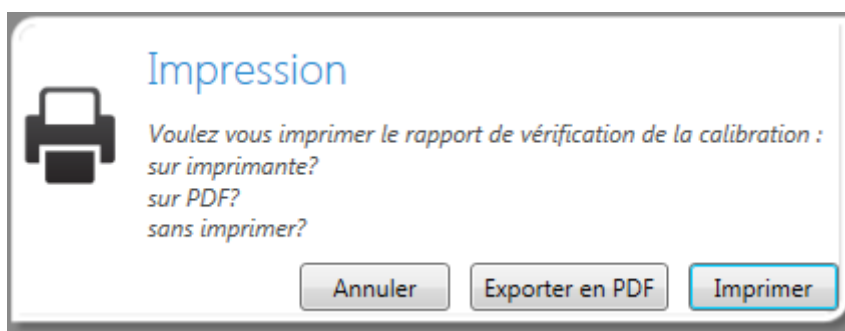 Impression
Voulez vous imprimer le rapport de vérification de la calibration :
sur imprimante?
sur PDF?
sans imprimer?
Annuler Exporter en PDF Imprimer